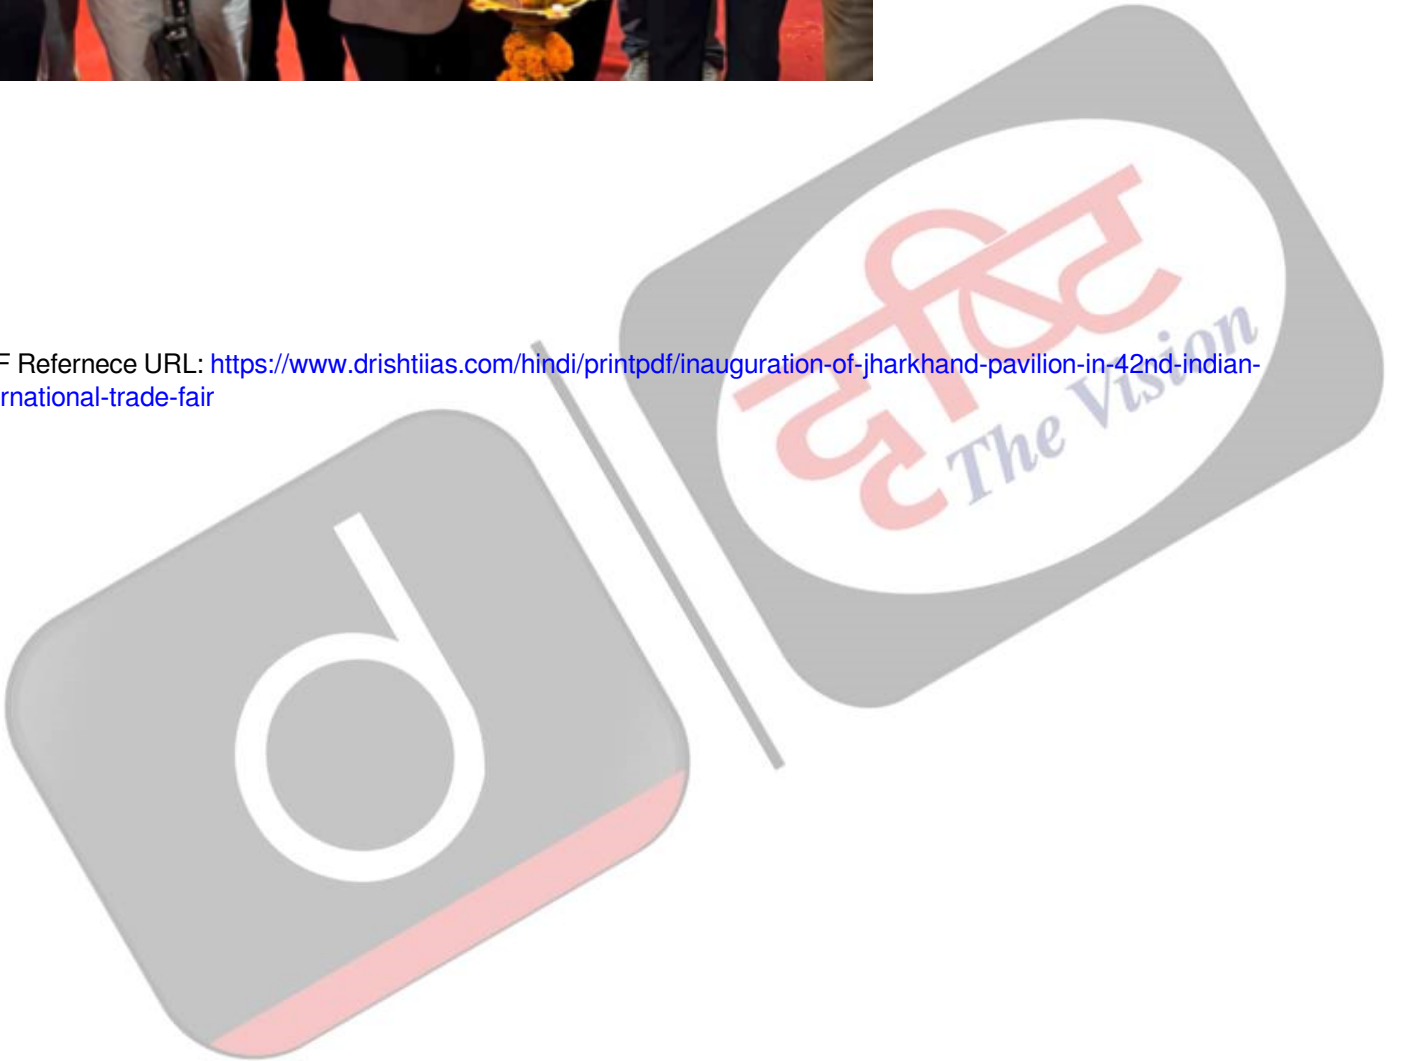 F Refernece URL: https://www.drishtiias.com/hindi/printpdf/inauguration-of-jharkhand-pavilion-in-42nd-indian-
rnational-trade-fair
दृष्टि
The Vision
d